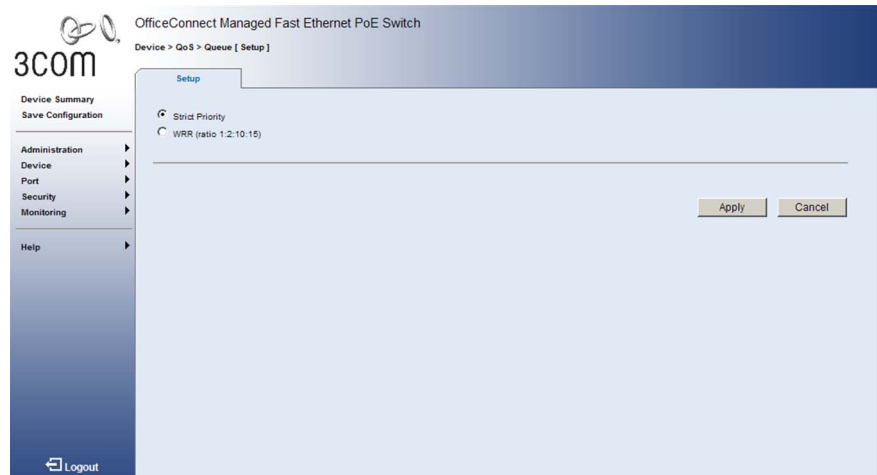 OfficeConnect Managed Fast Ethernet PoE Switch
Device > QoS > Queue [ Setup ]
3COM
Setup
Device Summary
Save Configuration
Strict Priority
WRR (ratio 1:2:10:15)
Administration
Device
Port
Security
Monitoring
Apply
Cancel
Help
Logout